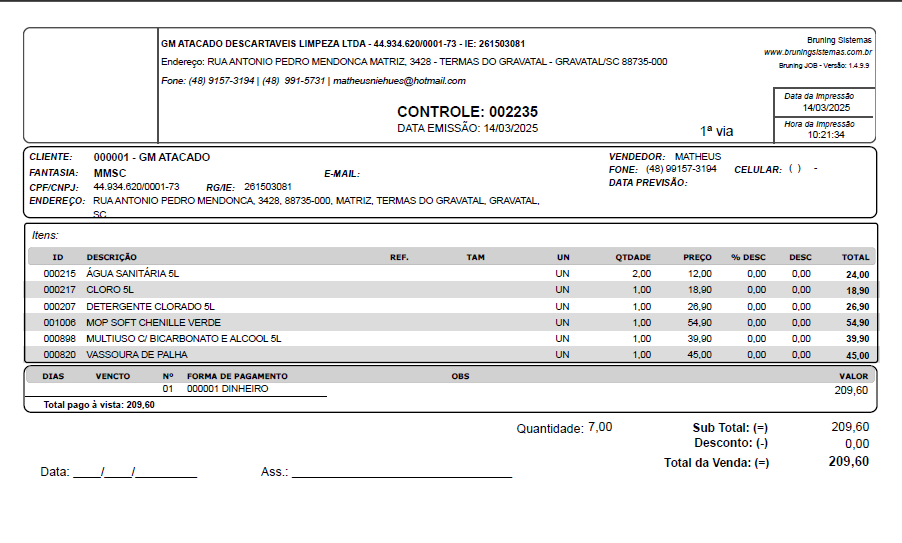 GM ATACADO DESCARTAVEIS LIMPEZA LTDA - 44.934.620/0001-73 - IE: 261503081
Bruning Sistemas
www.bruningsistemas.com.br
Bruning JOB - Versão: 1.4.9.9
Endereço: RUA ANTONIO PEDRO MENDONCA MATRIZ, 3428 - TERMAS DO GRAVATAL - GRAVATAL/SC 88735-000
Fone: (48) 9157-3194 | (48) 991-5731 | matheusniehues@hotmail.com
CONTROLE: 002235
DATA EMISSÃO: 14/03/2025
1ª via
Data da Impressão
14/03/2025
Hora da Impressão
10:21:34
CLIENTE: 000001 - GM ATACADO
FANTASIA: MMSC E-MAIL:
CPF/CNPJ: 44.934.620/0001-73 RG/IE: 261503081
ENDEREÇO: RUA ANTONIO PEDRO MENDONCA, 3428, 88735-000, MATRIZ, TERMAS DO GRAVATAL, GRAVATAL,
SC
VENDEDOR: MATHEUS
FONE: (48) 99157-3194 CELULAR: ( ) -
DATA PREVISÃO:
Itens:
ID DESCRIÇÃO REF. TAM UN QTDADE PREÇO % DESC DESC TOTAL
000215 ÁGUA SANITÁRIA 5L UN 2,00 12,00 0,00 0,00 24,00
000217 CLORO 5L UN 1,00 18,90 0,00 0,00 18,90
000207 DETERGENTE CLORADO 5L UN 1,00 26,90 0,00 0,00 26,90
001006 MOP SOFT CHENILLE VERDE UN 1,00 54,90 0,00 0,00 54,90
000898 MULTIUSO C/ BICARBONATO E ALCOOL 5L UN 1,00 39,90 0,00 0,00 39,90
000820 VASSOURA DE PALHA UN 1,00 45,00 0,00 0,00 45,00
DIAS VENCTO Nº FORMA DE PAGAMENTO OBS VALOR
01 000001 DINHEIRO 209,60
Total pago à vista: 209,60
Quantidade: 7,00 Sub Total: (=) 209,60
Desconto: (-) 0,00
Total da Venda: (=) 209,60
Data: ____/____/_________ Ass.: ________________________________